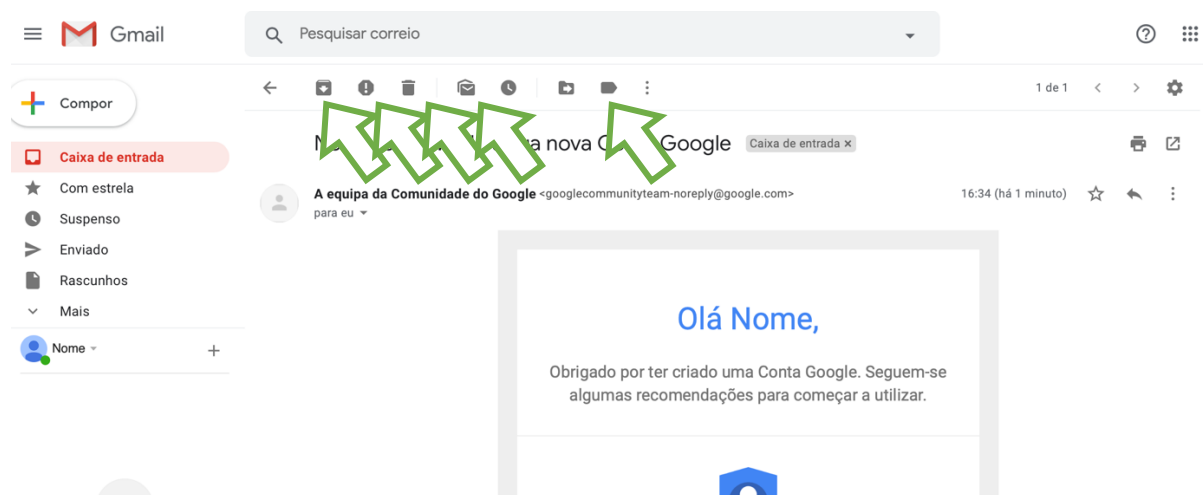 Gmail
Pesquisar correio
Compor
1 de 1
nova
Google
Caixa de entrada ×
Caixa de entrada
Com estrela
Suspenso
Enviado
Rascunhos
Mais
Nome
A equipa da Comunidade do Google <googlecommunityteam-noreply@google.com>
16:34 (há 1 minuto)
para eu
Olá Nome,
Obrigado por ter criado uma Conta Google. Seguem-se
algumas recomendações para começar a utilizar.